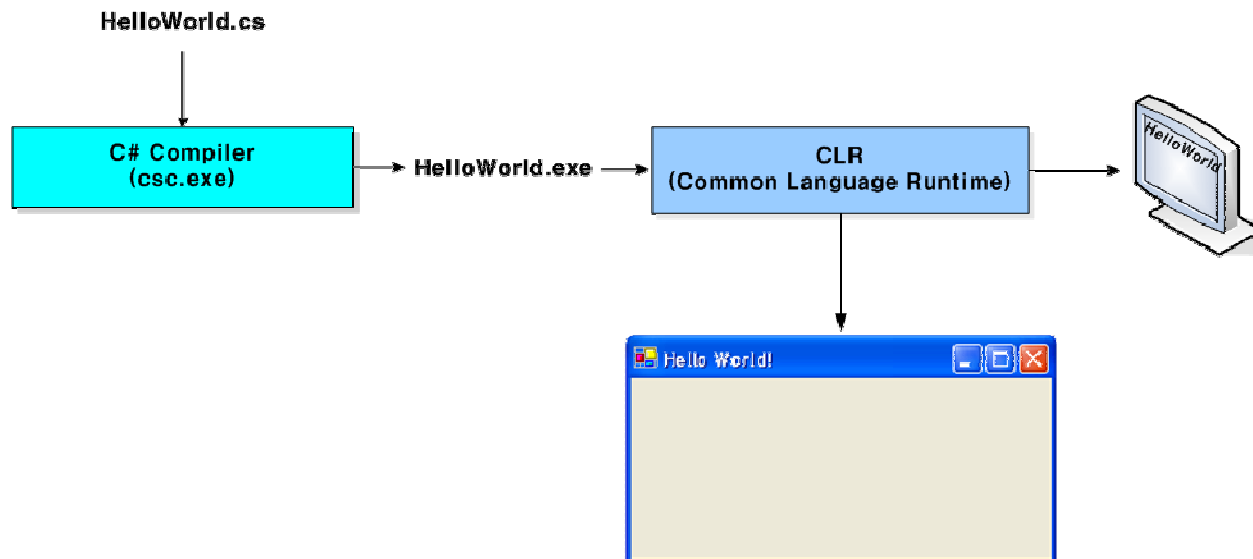 HelloWorld.cs
C# Compiler
(csc.exe)
HelloWorld.exe
CLR
(Common Language Runtime)
HelloWorld
Hello World!